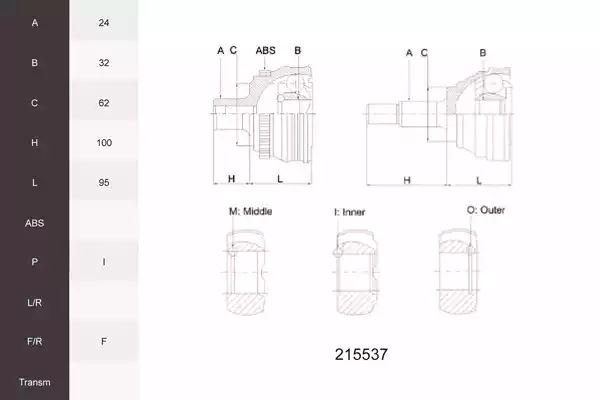 A 24
B 32
C 62
H 100
L 95
ABS
P I
L/R
F/R F
Transm
A C ABS B
H L
A C B
H L
M: Middle
I: Inner
O: Outer
215537